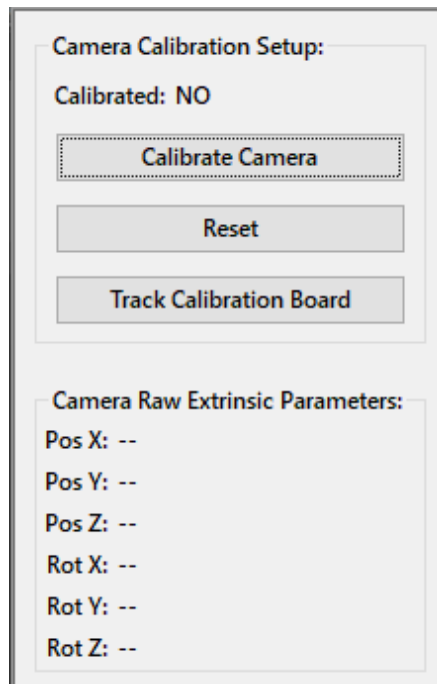 Camera Calibration Setup:
Calibrated: NO
Calibrate Camera
Reset
Track Calibration Board
Camera Raw Extrinsic Parameters:
Pos X: --
Pos Y: --
Pos Z: --
Rot X: --
Rot Y: --
Rot Z: --